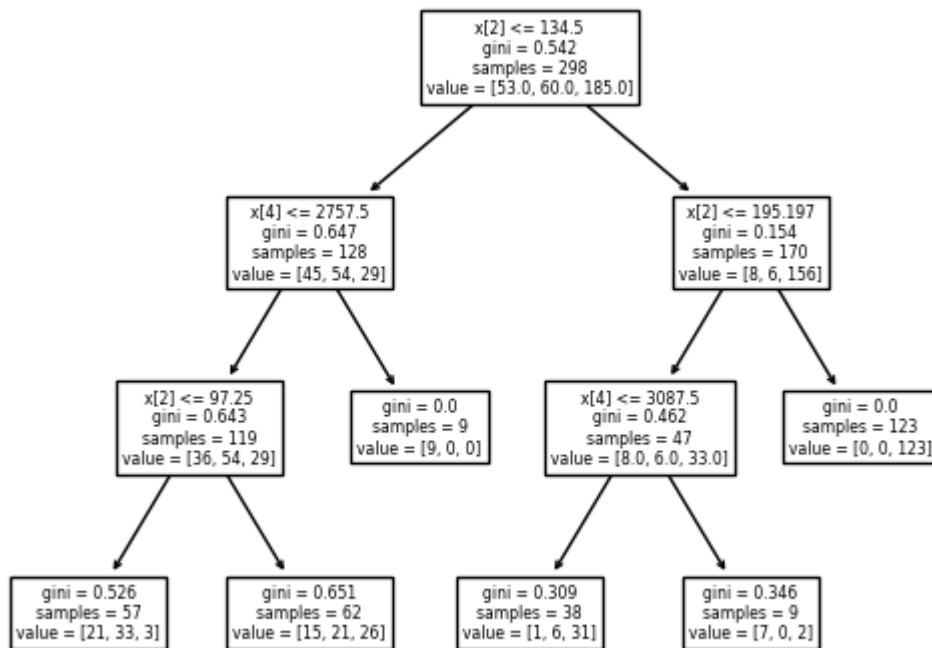 x[2] <= 134.5
gini = 0.542
samples = 298
value = [53.0, 60.0, 185.0]
x[4] <= 2757.5
gini = 0.647
samples = 128
value = [45, 54, 29]
x[2] <= 195.197
gini = 0.154
samples = 170
value = [8, 6, 156]
x[2] <= 97.25
gini = 0.643
samples = 119
value = [36, 54, 29]
gini = 0.0
samples = 9
value = [9, 0, 0]
x[4] <= 3087.5
gini = 0.462
samples = 47
value = [8.0, 6.0, 33.0]
gini = 0.0
samples = 123
value = [0, 0, 123]
gini = 0.526
samples = 57
value = [21, 33, 3]
gini = 0.651
samples = 62
value = [15, 21, 26]
gini = 0.309
samples = 38
value = [1, 6, 31]
gini = 0.346
samples = 9
value = [7, 0, 2]